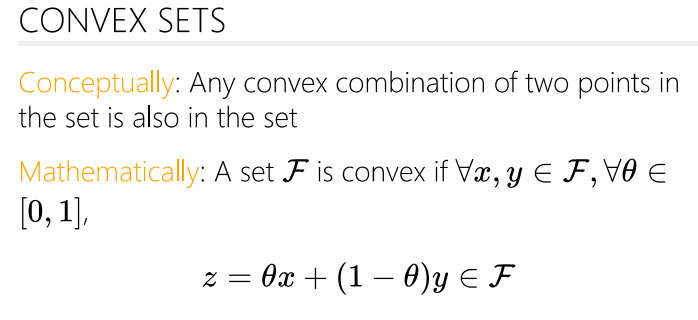 CONVEX SETS
Conceptually: Any convex combination of two points in
the set is also in the set
Mathematically: A set ℱ is convex if ∀x, y ∈ ℱ, ∀θ ∈
[0, 1],
z = θx + (1 − θ)y ∈ ℱ